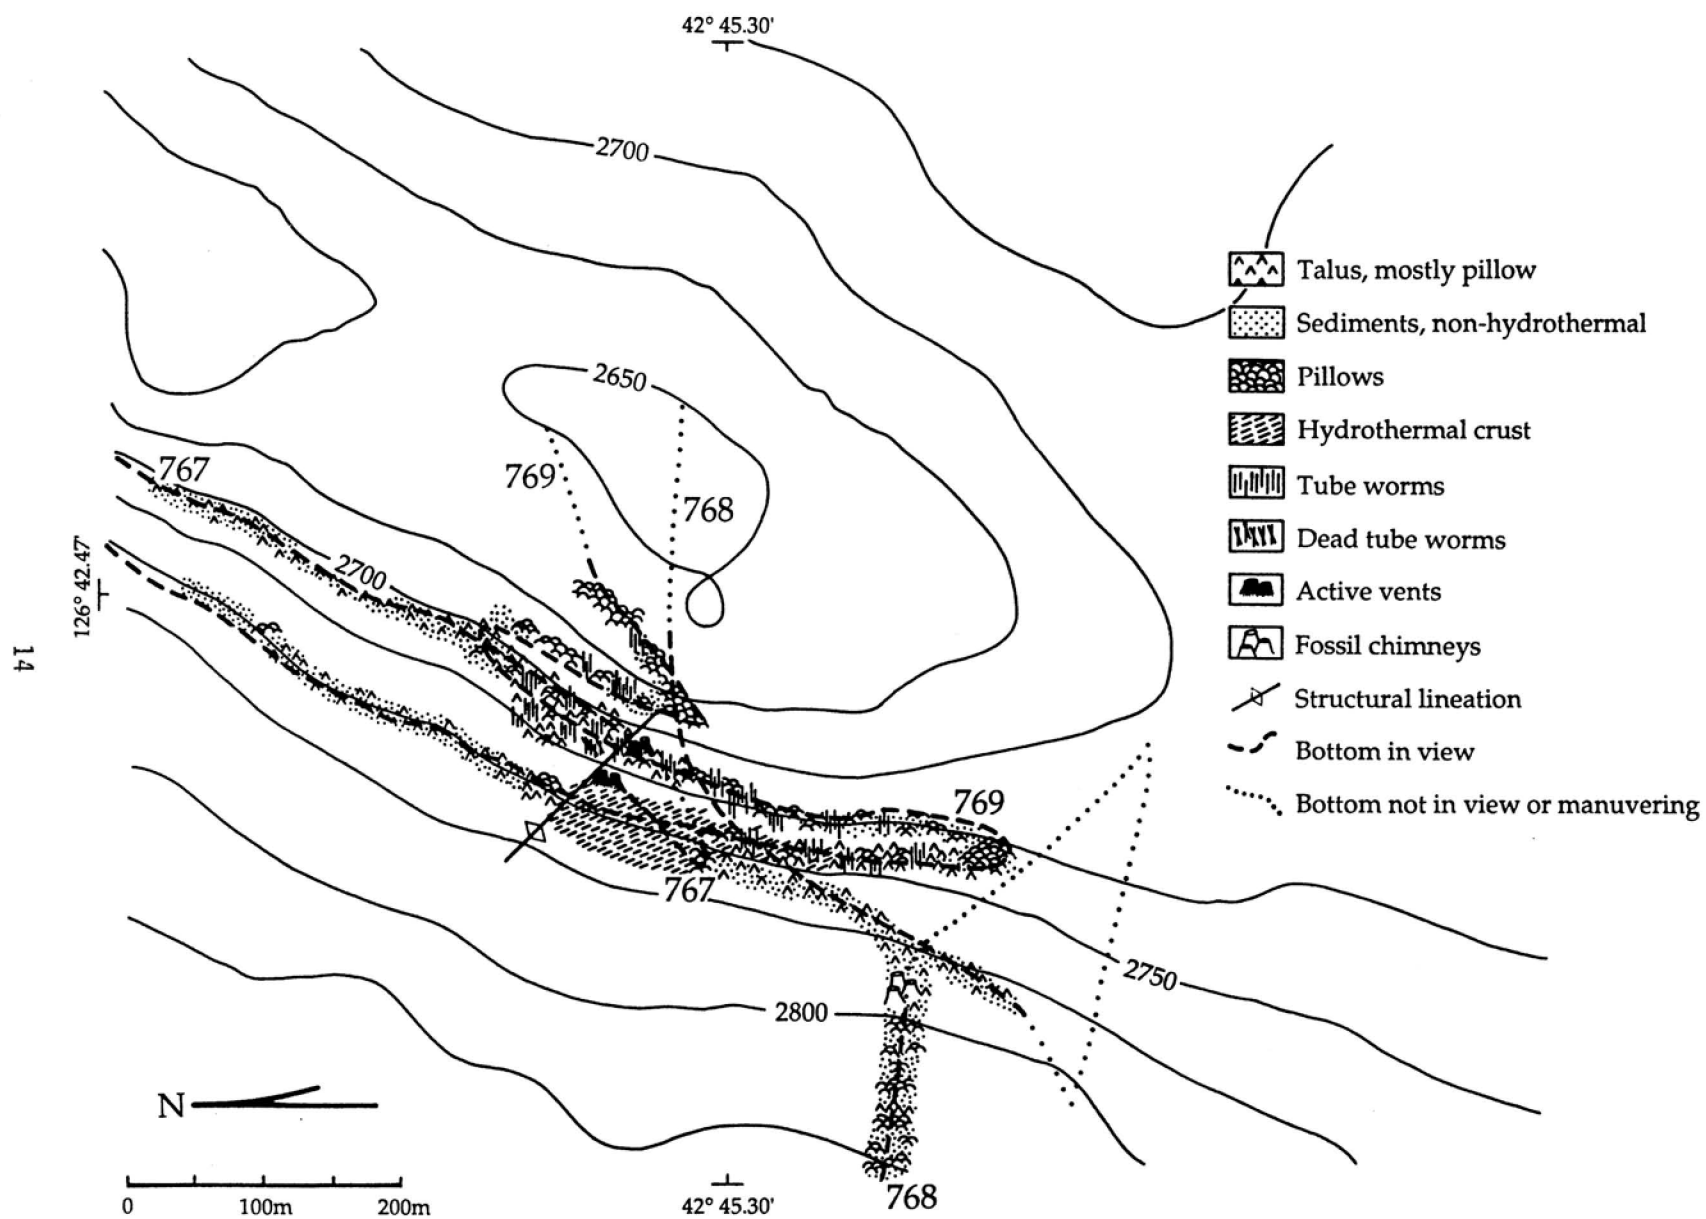 42° 45.30'
2700
Talus, mostly pillow
Sediments, non-hydrothermal
2650
Pillows
Hydrothermal crust
767
769
Tube worms
768
Dead tube worms
2700
126° 42.47'
Active vents
14
Fossil chimneys
Structural lineation
Bottom in view
769
Bottom not in view or manuvering
767
2750
2800
N
0
100m
200m
42° 45.30'
768